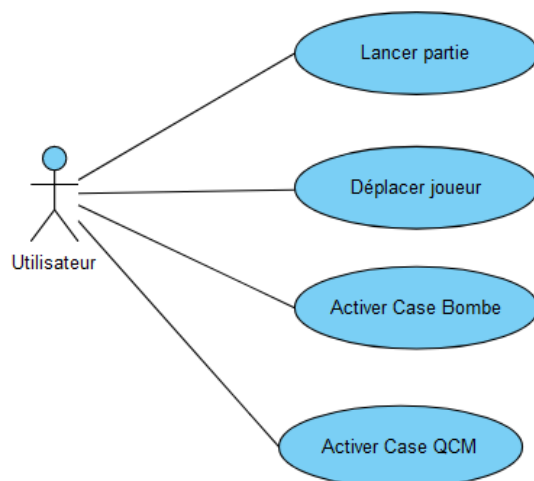 Lancer partie
Déplacer joueur
Utilisateur
Activer Case Bombe
Activer Case QCM